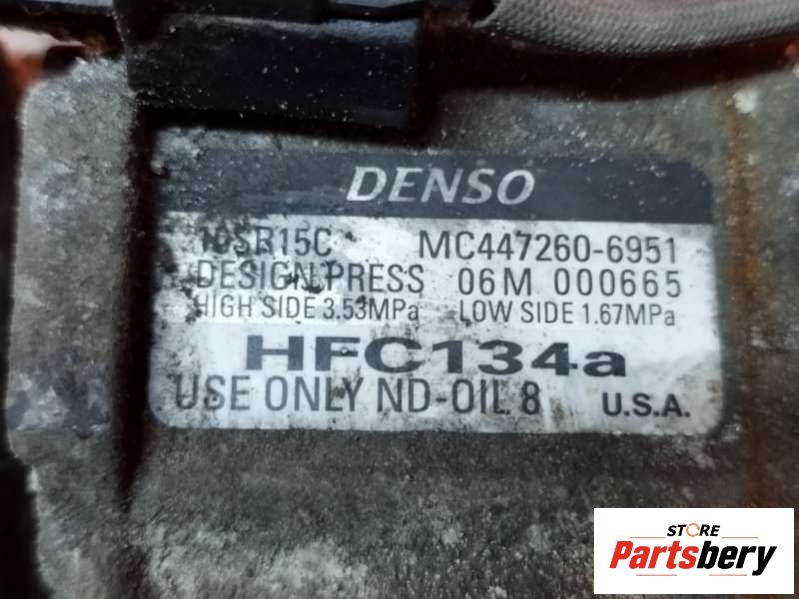 DENSO
10SR15C MC447260-6951
DESIGN PRESS 06M 000665
HIGH SIDE 3.53MPa LOW SIDE 1.67MPa
HFC134a
USE ONLY ND-OIL 8 U.S.A.
STORE
Partsbery